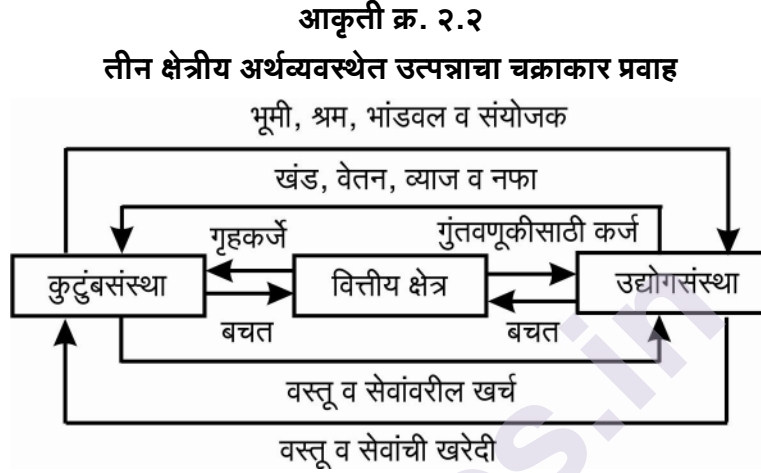 आकृती क्र. २.२
तीन क्षेत्रीय अर्थव्यवस्थेत उत्पन्नाचा चक्राकार प्रवाह
भूमी, श्रम, भांडवल व संयोजक
खंड, वेतन, व्याज व नफा
गृहकर्जे
गुंतवणूकीसाठी कर्ज
कुटुंबसंस्था
वित्तीय क्षेत्र
उद्योगसंस्था
बचत
बचत
वस्तू व सेवांवरील खर्च
वस्तू व सेवांची खरेदी